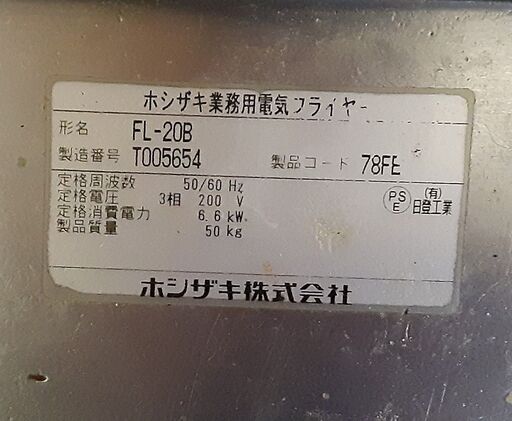 ホシザキ業務用電気フライヤー
形名 FL-20B
製造番号 T005654 製品コード 78FE
定格周波数 50/60 Hz
定格電圧 3相 200 V
定格消費電力 6.6 kW
製品質量 50 kg
PS
E
(有)
日登工業
ホシザキ株式会社